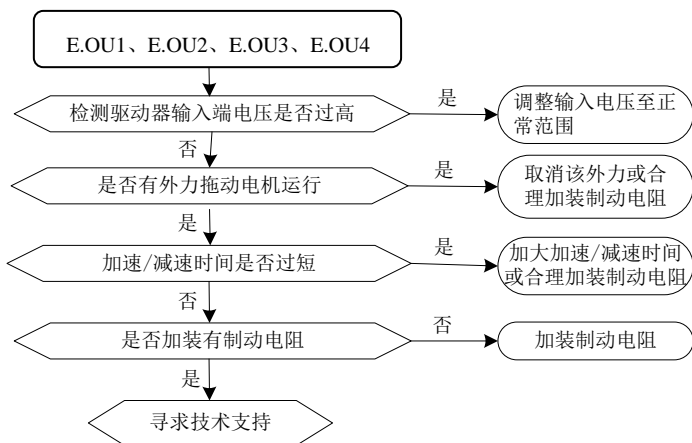 E.OU1、E.OU2、E.OU3、E.OU4
检测驱动器输入端电压是否过高
是
调整输入电压至正
常范围
否
是否有外力拖动电机运行
是
取消该外力或合
理加装制动电阻
是
加速/减速时间是否过短
是
加大加速/减速时间
或合理加装制动电阻
否
是否加装有制动电阻
否
加装制动电阻
是
寻求技术支持